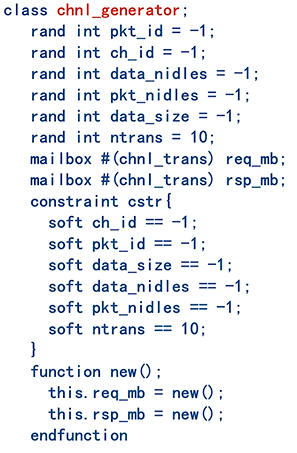 class chnl_generator;
rand int pkt_id = -1;
rand int ch_id = -1;
rand int data_nidles = -1;
rand int pkt_nidles = -1;
rand int data_size = -1;
rand int ntrans = 10;
mailbox #(chnl_trans) req_mb;
mailbox #(chnl_trans) rsp_mb;
constraint cstr{
soft ch_id == -1;
soft pkt_id == -1;
soft data_size == -1;
soft data_nidles == -1;
soft pkt_nidles == -1;
soft ntrans == 10;
}
function new();
this.req_mb = new();
this.rsp_mb = new();
endfunction